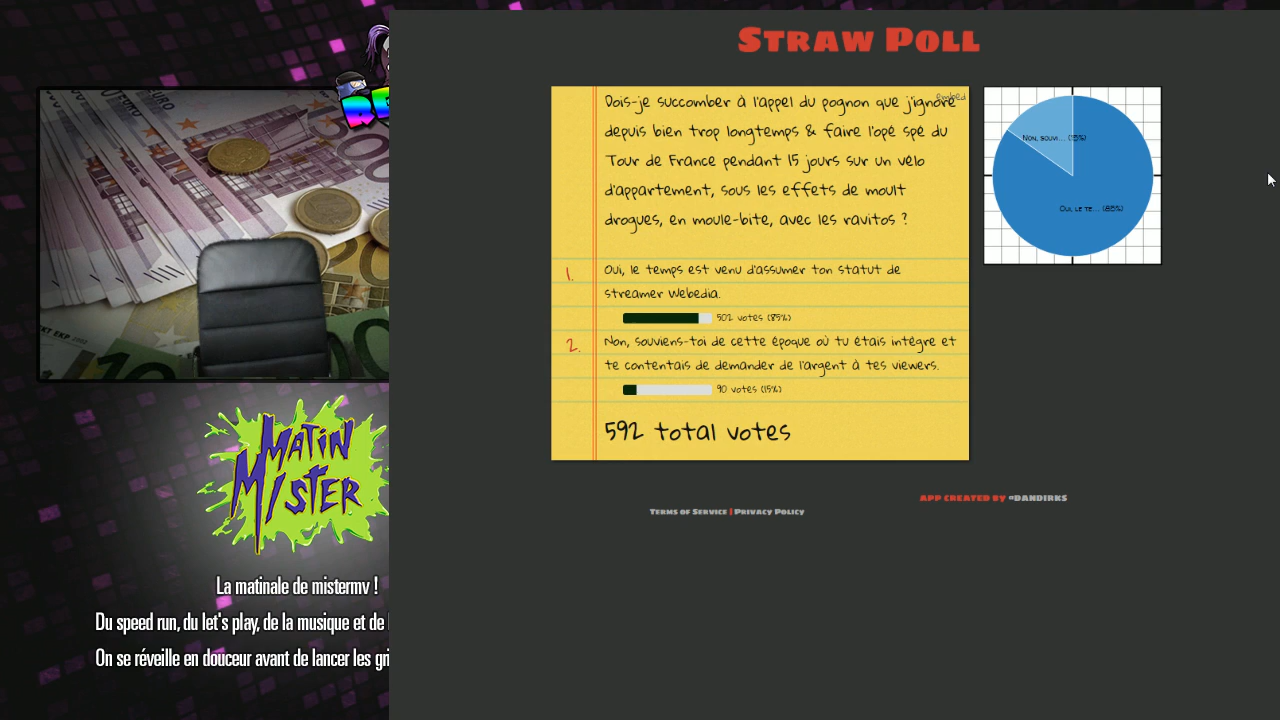 STRAW POLL
embed
Dois-je succomber à l'appel du pognon que j'ignore
depuis bien trop longtemps & faire l'opé spé du
Tour de France pendant 15 jours sur un vélo
d'appartement, sous les effets de moult
drogues, en moule-bite, avec les ravitos ?
1. Oui, le temps est venu d'assumer ton statut de
streamer Webedia.
502 votes (85%)
2. Non, souviens-toi de cette époque où tu étais intègre et
te contentais de demander de l'argent à tes viewers.
90 votes (15%)
592 total votes
Non, souvi... (15%)
Oui, le te... (85%)
APP CREATED BY @DANDIRKS
Terms of Service | Privacy Policy
EURO
EURO
MATIN
MISTER
La matinale de mistermv !
Du speed run, du let's play, de la musique et de
On se réveille en douceur avant de lancer les